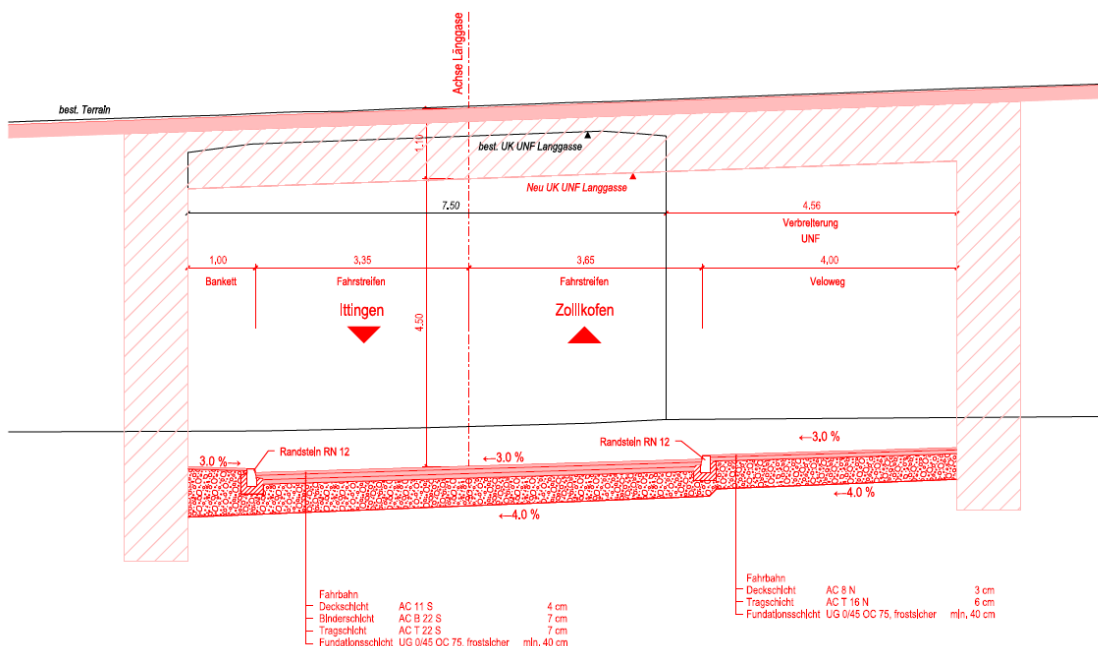 Achse Länggase
best. Terrain
1,10
best. UK UNF Langgasse
Neu UK UNF Langgasse
7.50
4.56
Verbreiterung
UNF
1,00
3,35
3,65
4,00
Bankett
Fahrstreifen
Fahrstreifen
Veloweg
Ittingen
Zollikofen
4.50
Randstein RN 12
Randstein RN 12
←3.0 %
3.0 %→
←3.0 %
←4.0 %
←4.0 %
Fahrbahn
Deckschicht AC 11 S 4 cm
Binderschicht AC B 22 S 7 cm
Tragschicht AC T 22 S 7 cm
Fundationsschicht UG 0/45 OC 75, frostsicher min. 40 cm
Fahrbahn
Deckschicht AC 8 N 3 cm
Tragschicht AC T 16 N 6 cm
Fundationsschicht UG 0/45 OC 75, frostsicher min. 40 cm